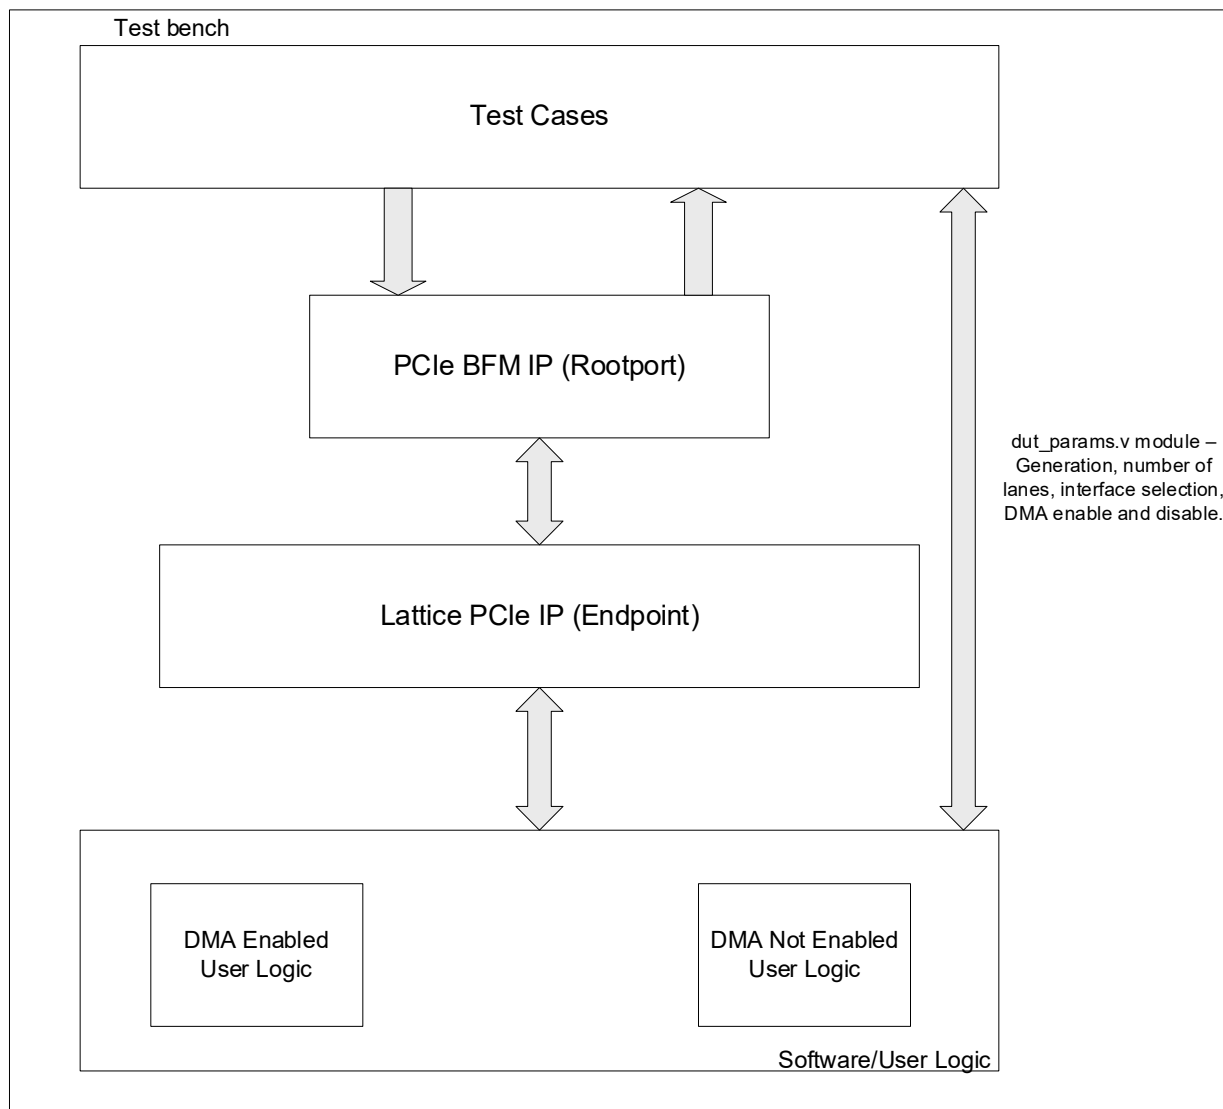 Test bench
Test Cases
PCIe BFM IP (Rootport)
dut_params.v module –
Generation, number of
lanes, interface selection,
DMA enable and disable.
Lattice PCIe IP (Endpoint)
DMA Enabled
User Logic
DMA Not Enabled
User Logic
Software/User Logic